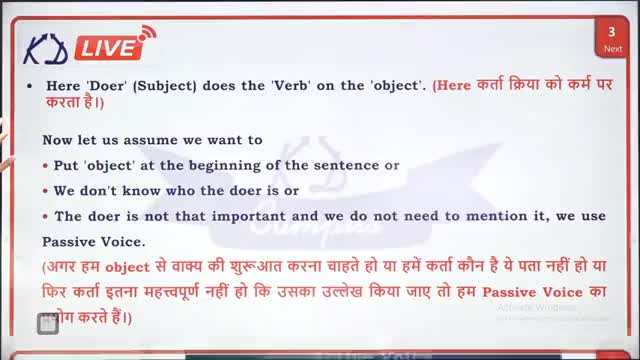 KD LIVE
3
Next
• Here 'Doer' (Subject) does the 'Verb' on the 'object'. (Here कर्ता क्रिया को कर्म पर
करता है।)
Now let us assume we want to
• Put 'object' at the beginning of the sentence or
• We don't know who the doer is or
• The doer is not that important and we do not need to mention it, we use
Passive Voice.
(अगर हम object से वाक्य की शुरूआत करना चाहते हो या हमें कर्ता कौन है ये पता नहीं हो या
फिर कर्ता इतना महत्त्वपूर्ण नहीं हो कि उसका उल्लेख किया जाए तो हम Passive Voice का
करते हैं।)
KD
Campus
Activate Windows